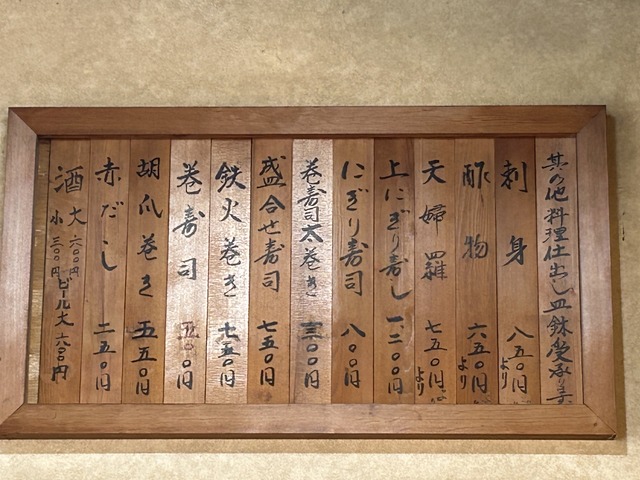 其の他料理仕出し皿鉢受承り〼
刺身 八五〇円より
酢物 六五〇円より
天婦羅 七五〇円より
上にぎり寿し 一、二〇〇円
にぎり寿司 八〇〇円
巻寿司太巻き 〇〇円
盛合せ寿司 七五〇円
鉄火巻き 七五〇円
巻寿司 五〇〇円
胡瓜巻き 五五〇円
赤だし 二五〇円
酒 大 六〇〇円
小 三〇〇円
ビール大 六〇〇円